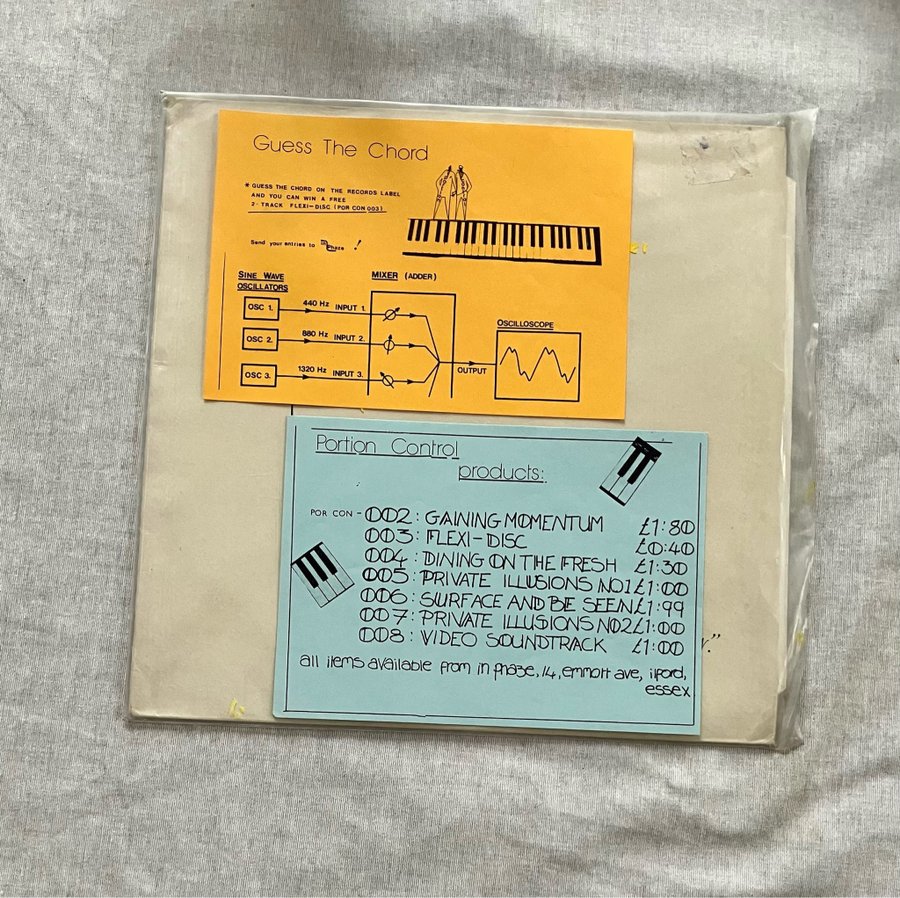 Guess The Chord
* GUESS THE CHORD ON THE RECORDS LABEL
AND YOU CAN WIN A FREE
2-TRACK FLEXI-DISC (POR CON 003)
Send your entries to In Phaze !
SINE WAVE
OSCILLATORS
MIXER (ADDER)
OSC 1. 440 Hz INPUT 1.
OSC 2. 880 Hz INPUT 2.
OSC 3. 1320 Hz INPUT 3.
OUTPUT
OSCILLOSCOPE
Portion Control
products:
POR CON - 002: GAINING MOMENTUM £1:80
003: FLEXI-DISC £0:40
004: DINING ON THE FRESH £1:30
005: PRIVATE ILLUSIONS NO1 £1:00
006: SURFACE AND BE SEEN £1:99
007: PRIVATE ILLUSIONS NO2 £1:00
008: VIDEO SOUNDTRACK £1:00
all items available from in phaze, 14, emmott ave, ilford,
essex